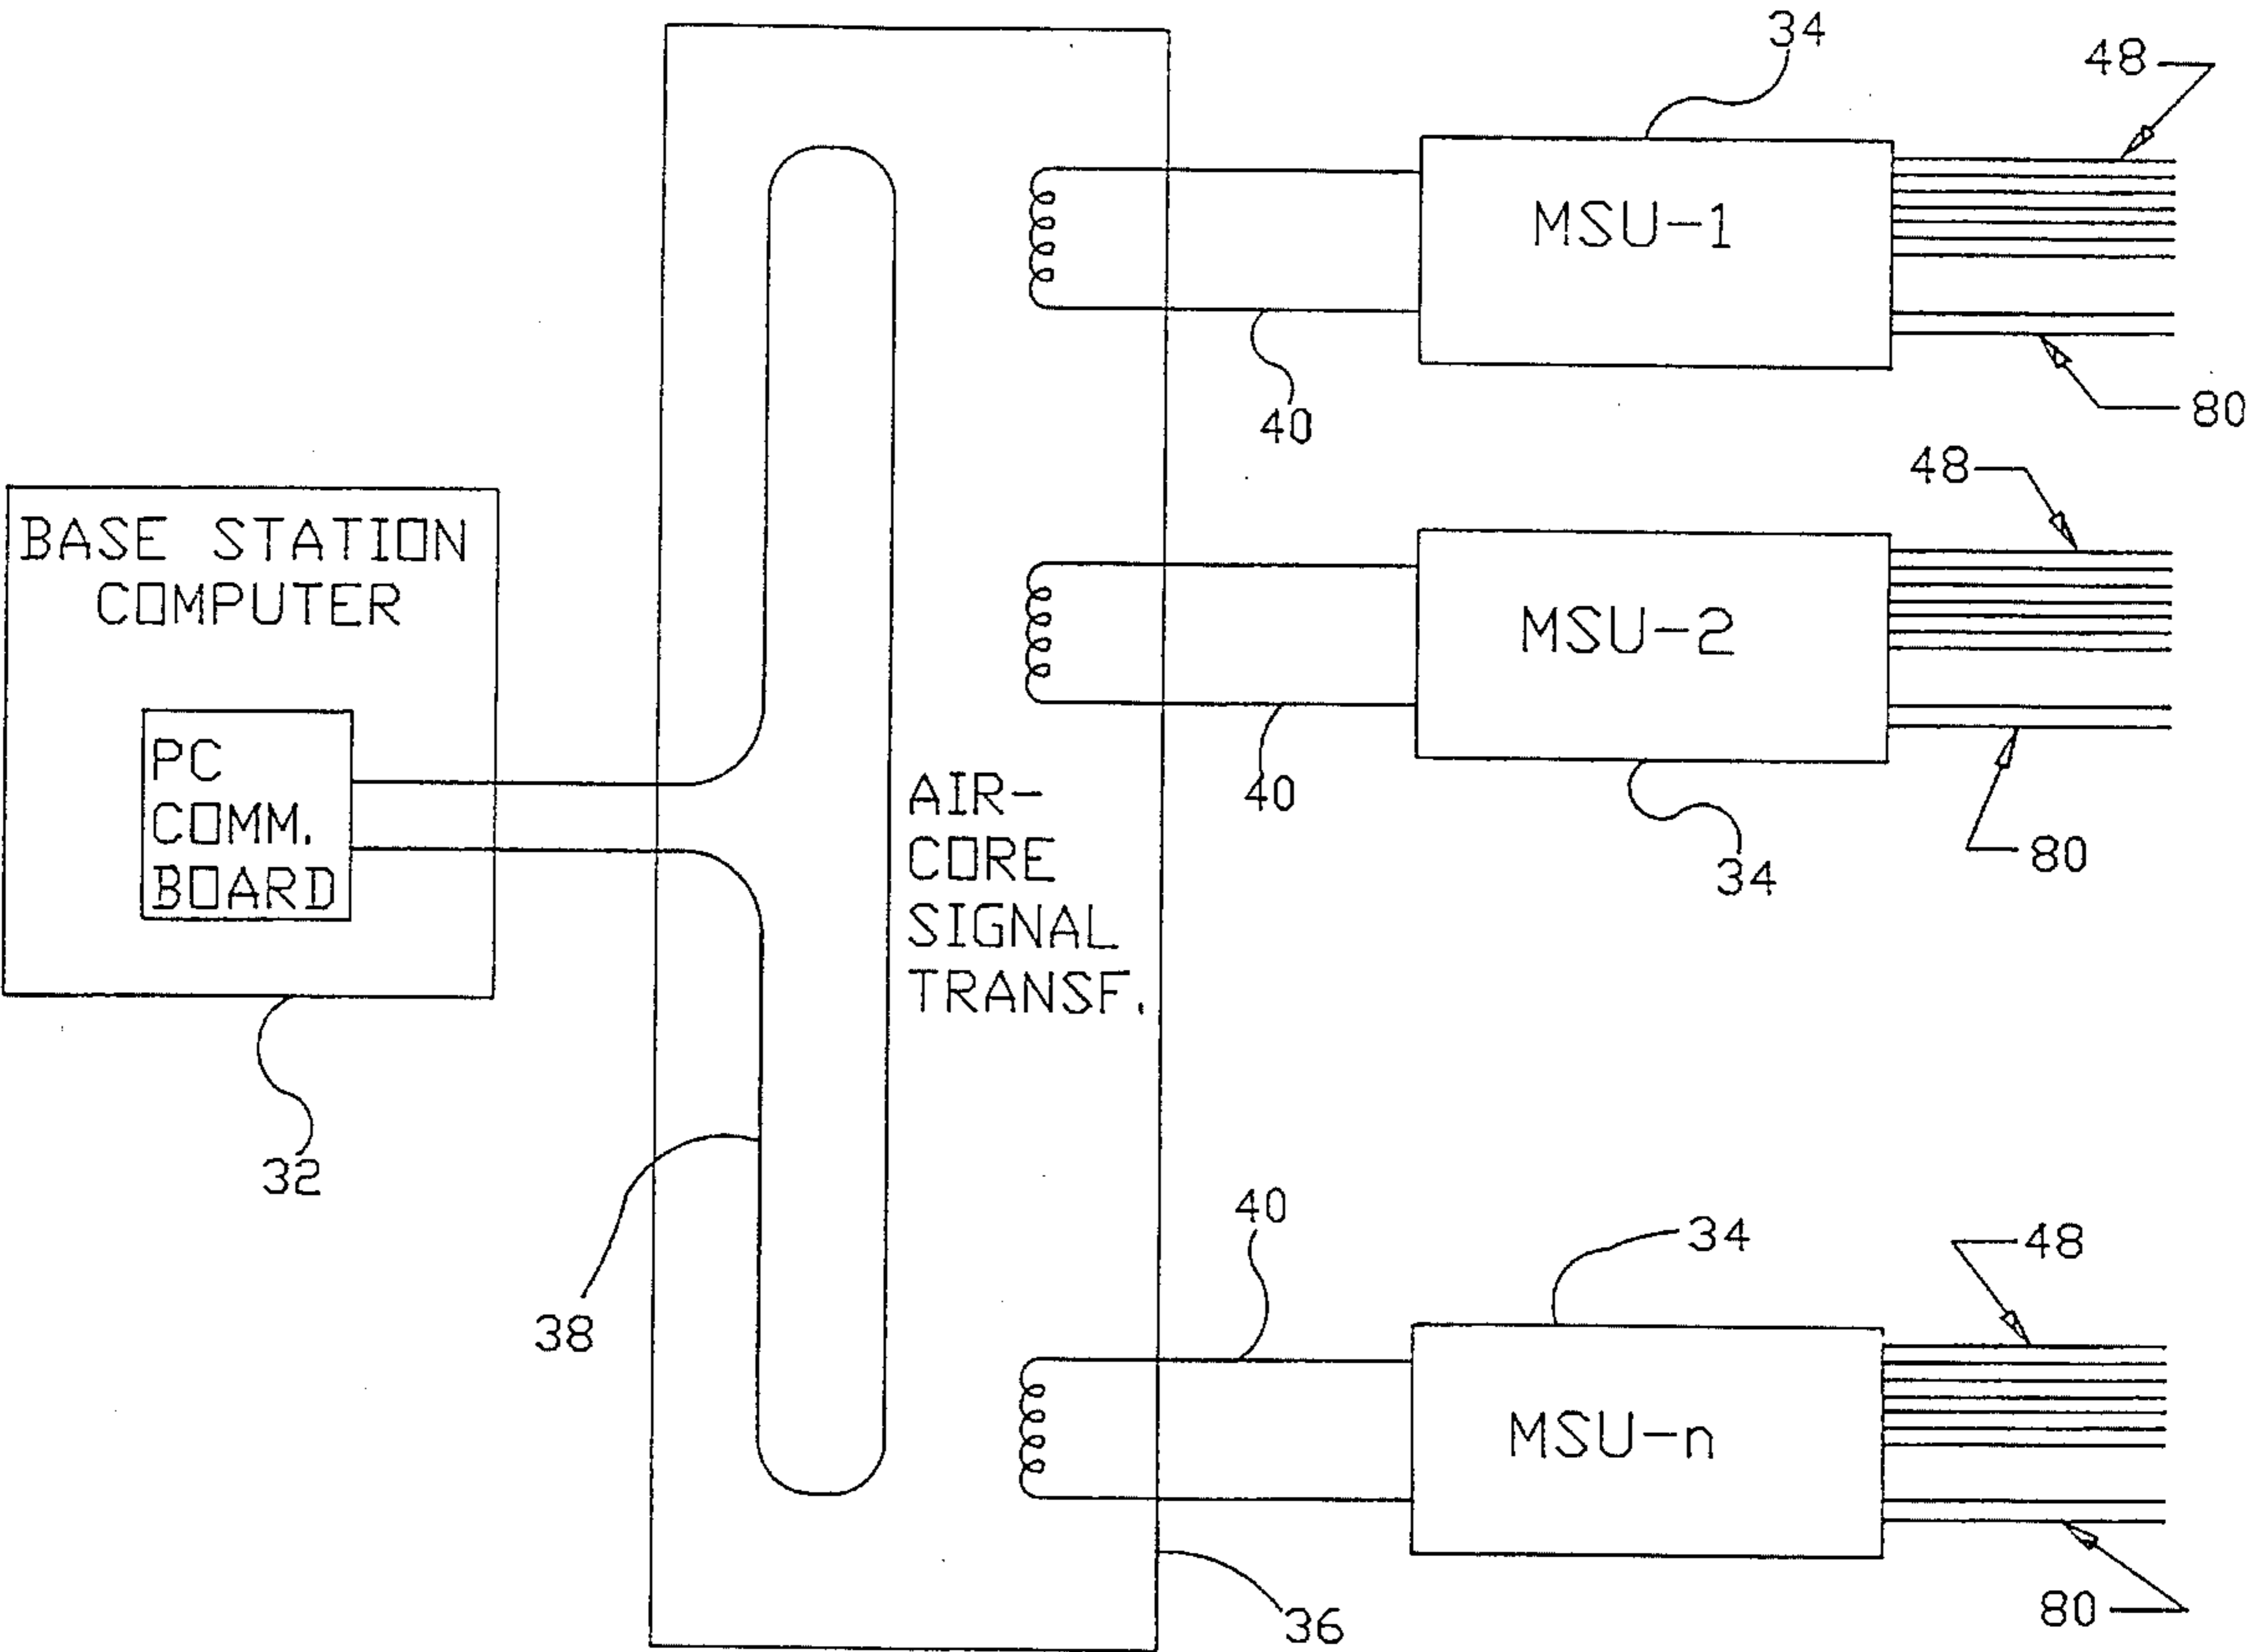 34
48
MSU-1
40
80
BASE STATION
COMPUTER
PC
COMM.
BOARD
32
AIR-
CORE
SIGNAL
TRANSF.
38
48
MSU-2
40
34
80
40
34
48
MSU-n
36
80